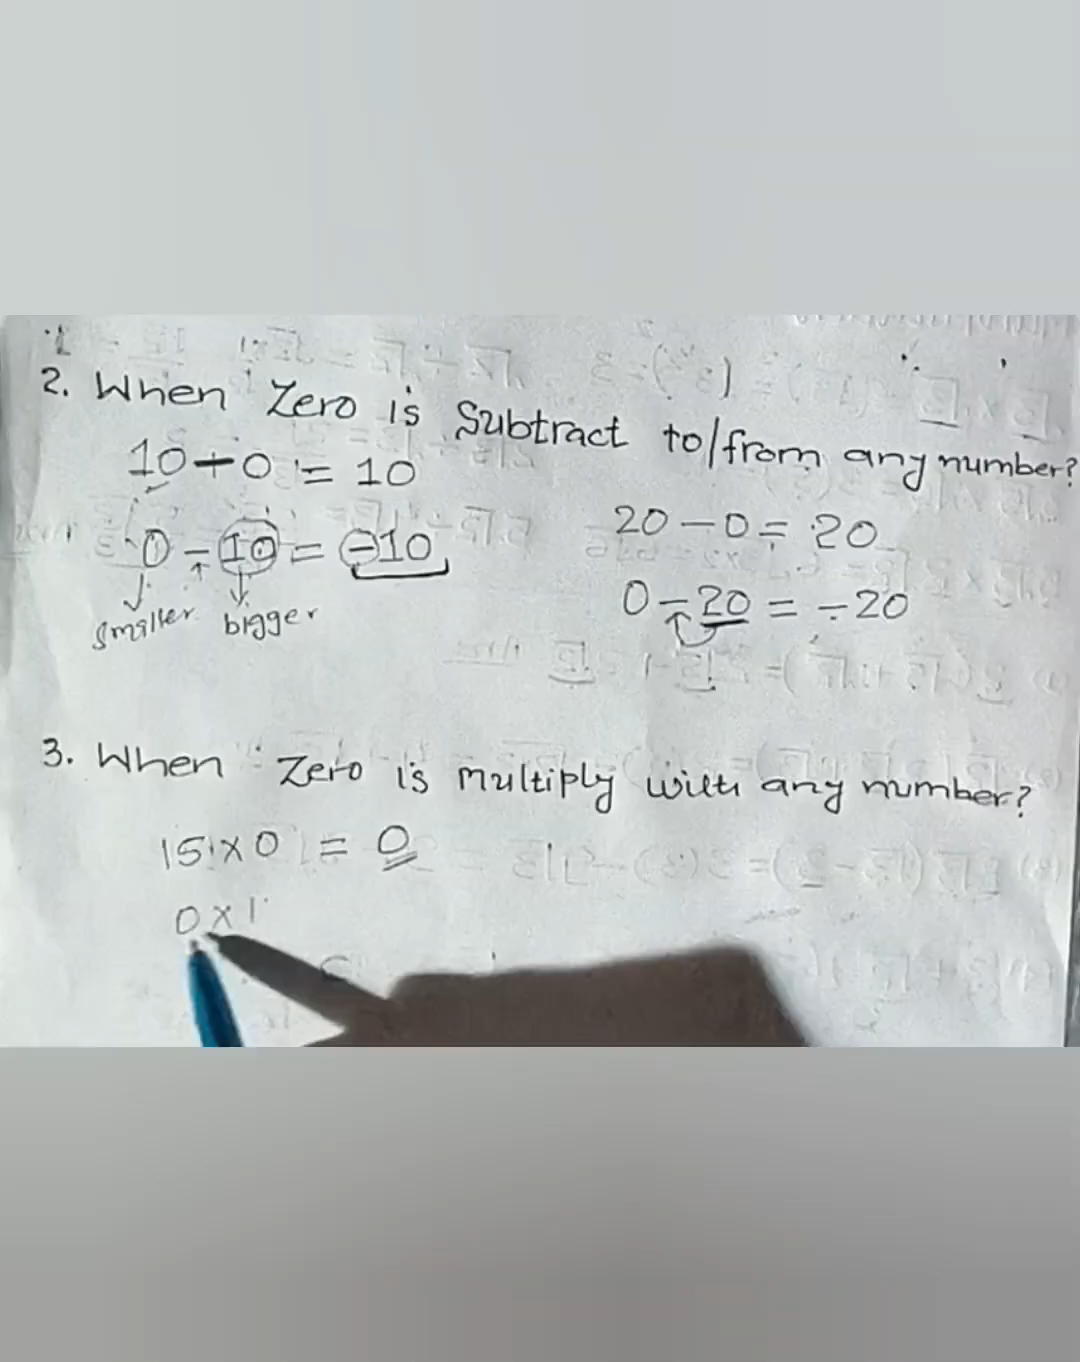 2. When Zero is Subtract to/from any number?
10 - 0 = 10
20 - 0 = 20
0 - 10 = -10
0 - 20 = -20
smaller bigger
3. When Zero is multiply with any number?
15 x 0 = 0
0 x 1